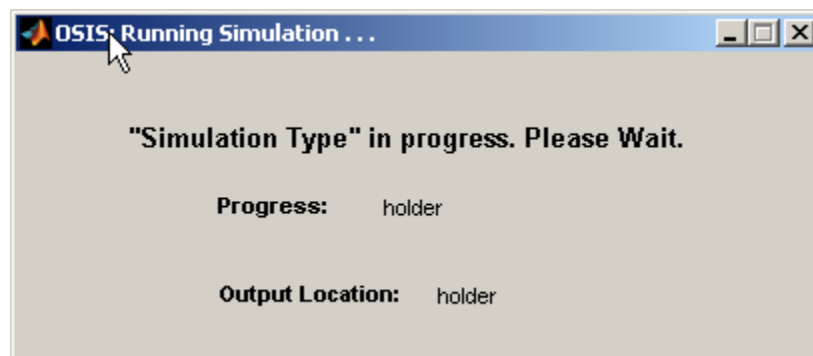 OSIS: Running Simulation . . .
"Simulation Type" in progress. Please Wait.
Progress: holder
Output Location: holder